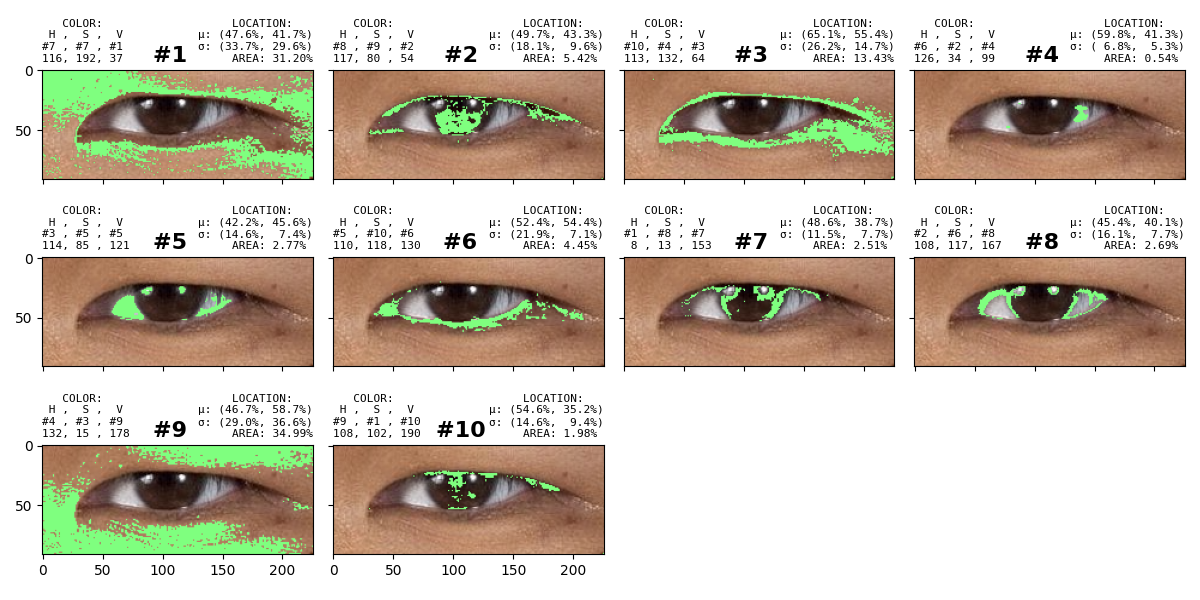 COLOR: LOCATION:
H , S , V μ: (47.6%, 41.7%)
#7 , #7 , #1 #1 σ: (33.7%, 29.6%)
116, 192, 37 AREA: 31.20%
COLOR: LOCATION:
H , S , V μ: (49.7%, 43.3%)
#8 , #9 , #2 #2 σ: (18.1%, 9.6%)
117, 80 , 54 AREA: 5.42%
COLOR: LOCATION:
H , S , V μ: (65.1%, 55.4%)
#10, #4 , #3 #3 σ: (26.2%, 14.7%)
113, 132, 64 AREA: 13.43%
COLOR: LOCATION:
H , S , V μ: (59.8%, 41.3%)
#6 , #2 , #4 #4 σ: ( 6.8%, 5.3%)
126, 34 , 99 AREA: 0.54%
0
50
COLOR: LOCATION:
H , S , V μ: (42.2%, 45.6%)
#3 , #5 , #5 #5 σ: (14.6%, 7.4%)
114, 85 , 121 AREA: 2.77%
COLOR: LOCATION:
H , S , V μ: (52.4%, 54.4%)
#5 , #10, #6 #6 σ: (21.9%, 7.1%)
110, 118, 130 AREA: 4.45%
COLOR: LOCATION:
H , S , V μ: (48.6%, 38.7%)
#1 , #8 , #7 #7 σ: (11.5%, 7.7%)
8 , 13 , 153 AREA: 2.51%
COLOR: LOCATION:
H , S , V μ: (45.4%, 40.1%)
#2 , #6 , #8 #8 σ: (16.1%, 7.7%)
108, 117, 167 AREA: 2.69%
0
50
COLOR: LOCATION:
H , S , V μ: (46.7%, 58.7%)
#4 , #3 , #9 #9 σ: (29.0%, 36.6%)
132, 15 , 178 AREA: 34.99%
COLOR: LOCATION:
H , S , V μ: (54.6%, 35.2%)
#9 , #1 , #10 #10 σ: (14.6%, 9.4%)
108, 102, 190 AREA: 1.98%
0
50
0 50 100 150 200
0 50 100 150 200